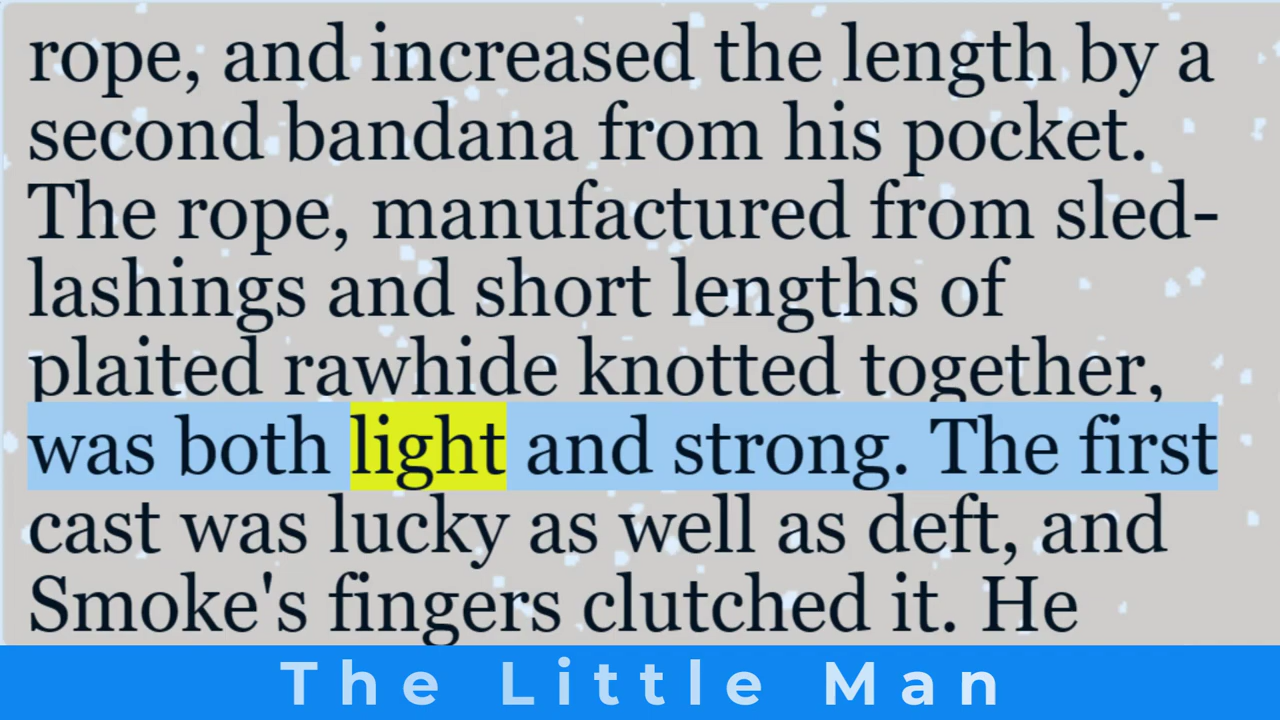 rope, and increased the length by a
second bandana from his pocket.
The rope, manufactured from sled-
lashings and short lengths of
plaited rawhide knotted together,
was both light and strong. The first
cast was lucky as well as deft, and
Smoke's fingers clutched it. He
The Little Man